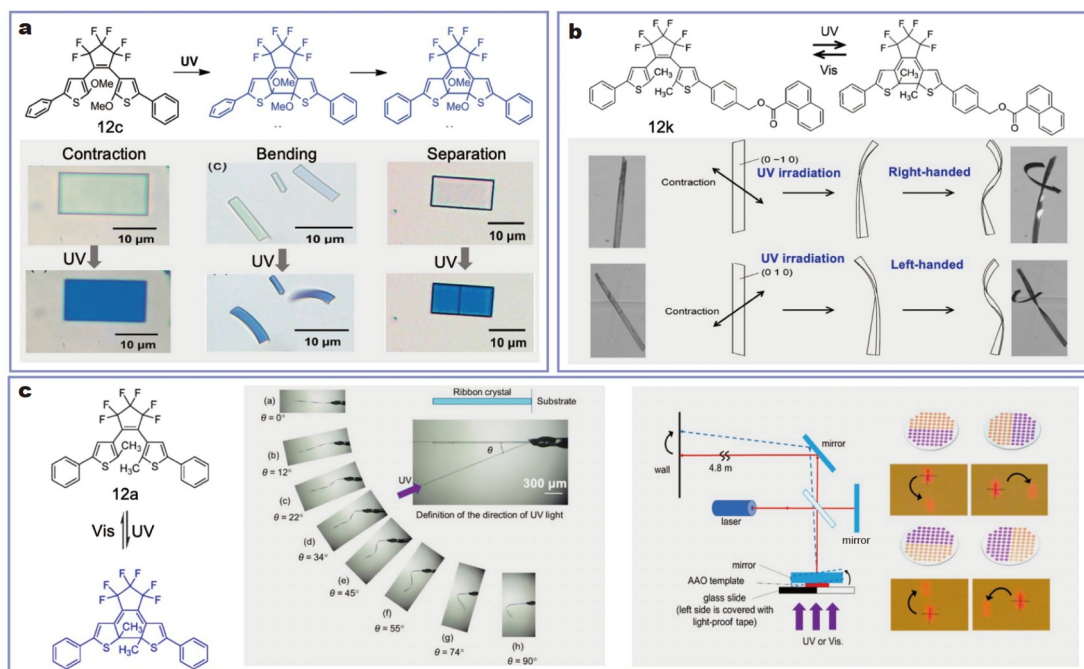 a
F F
F F
F F
OMe
S MeO S
12c
UV
F F
F F
F F
OMe
S MeO S
F F
F F
F F
OMe
S MeO S
Contraction
Bending
Separation
(c)
10 μm
10 μm
10 μm
UV
UV
UV
10 μm
10 μm
10 μm
b
F F
F F
F F
CH₃
S H₃C S
O
O
12k
UV
Vis
F F
F F
F F
CH₃
S H₃C S
O
O
(0 −1 0)
Contraction
UV irradiation
Right-handed
(0 1 0)
Contraction
UV irradiation
Left-handed
c
F F
F F
F F
CH₃
S H₃C S
12a
Vis
UV
F F
F F
F F
CH₃
S H₃C S
(a)
θ = 0°
(b)
θ = 12°
(c)
θ = 22°
(d)
θ = 34°
(e)
θ = 45°
(f)
θ = 55°
(g)
θ = 74°
(h)
θ = 90°
Ribbon crystal
Substrate
θ
UV
300 μm
Definition of the direction of UV light
wall
4.8 m
mirror
laser
mirror
mirror
AAO template
glass slide
(left side is covered with
light-proof tape)
UV or Vis.